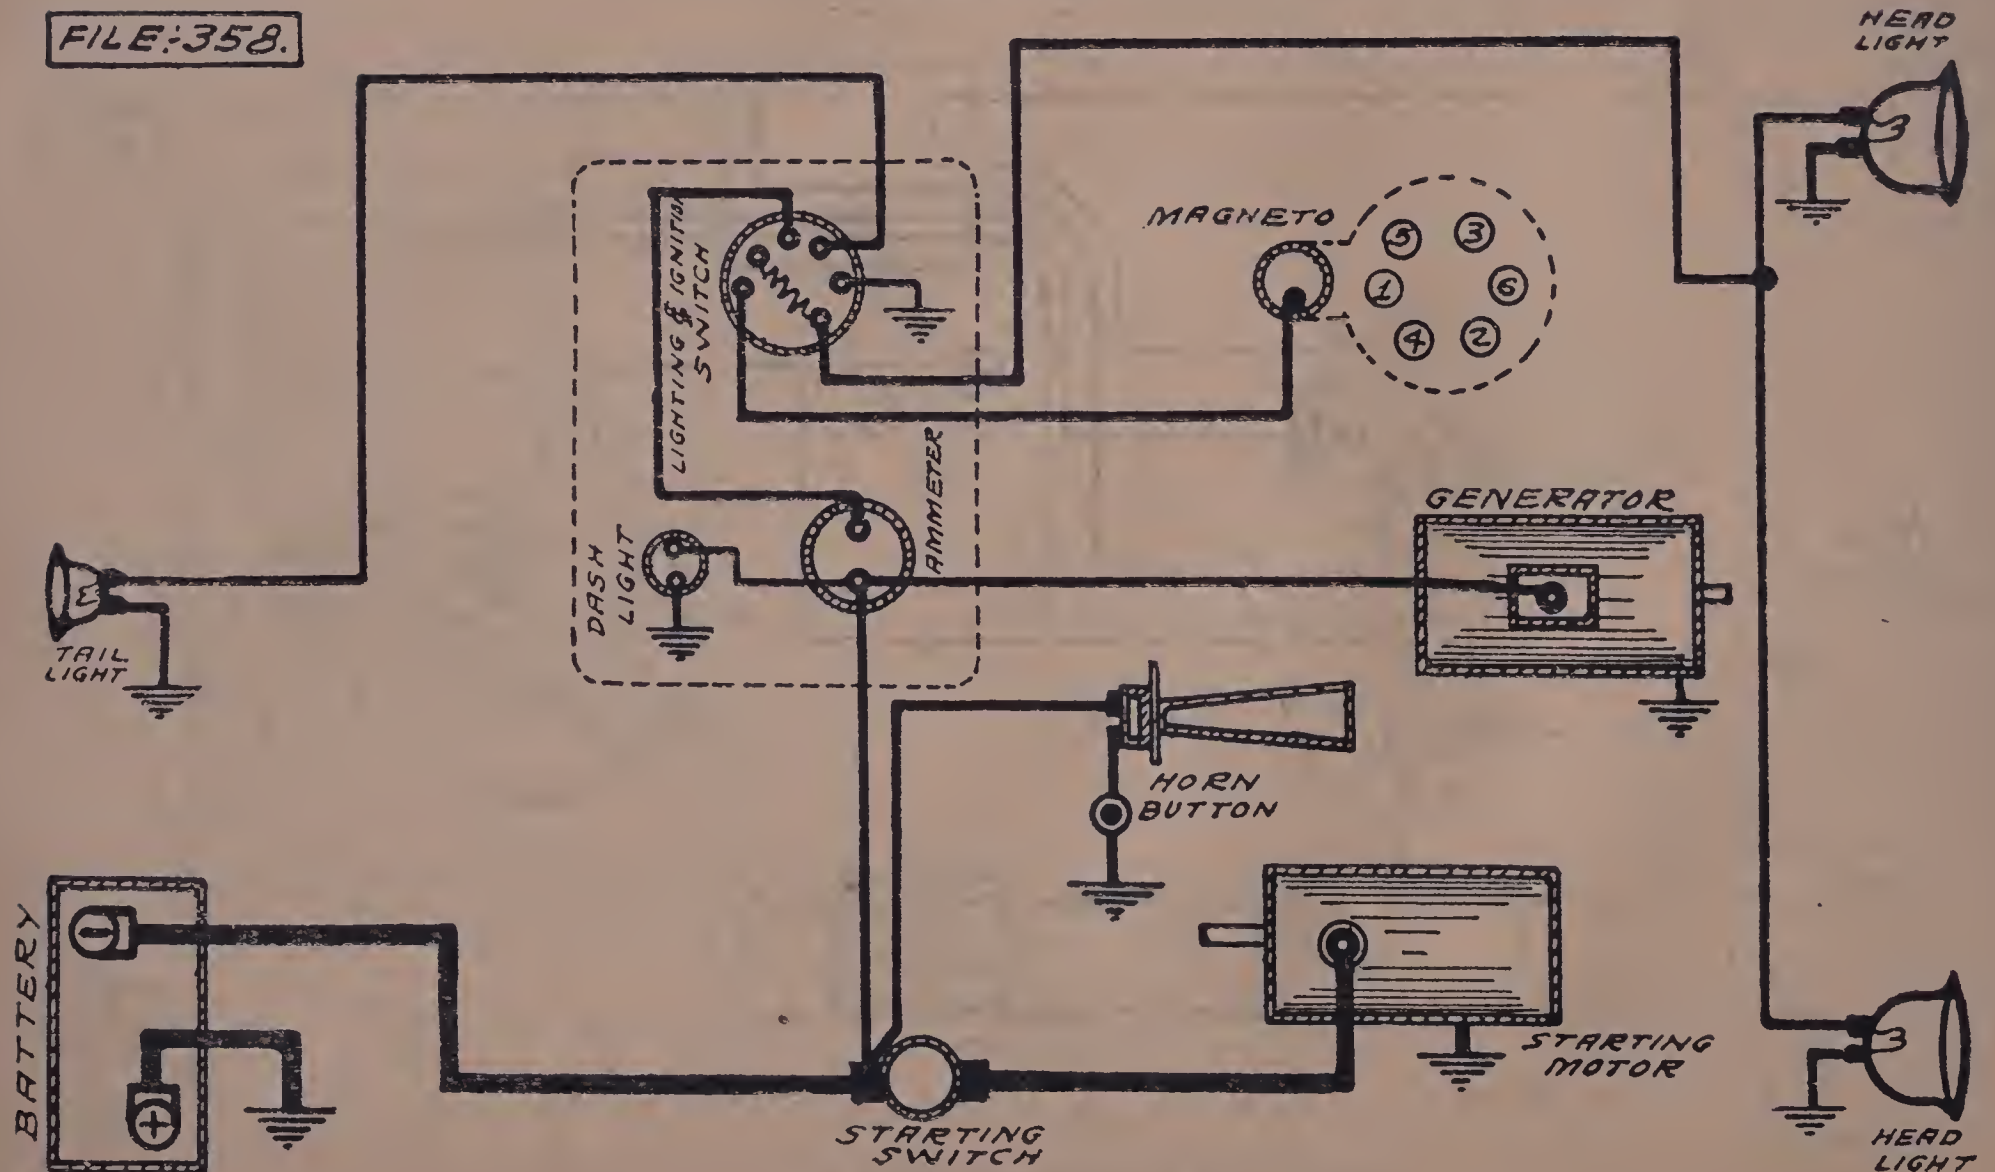 FILE:-358.
HEAD
LIGHT
MAGNETO
5
3
1
6
4
2
LIGHTING & IGNITION
SWITCH
AMMETER
DASH
LIGHT
GENERATOR
TAIL
LIGHT
HORN
BUTTON
BATTERY
-
+
STARTING
MOTOR
STARTING
SWITCH
HEAD
LIGHT